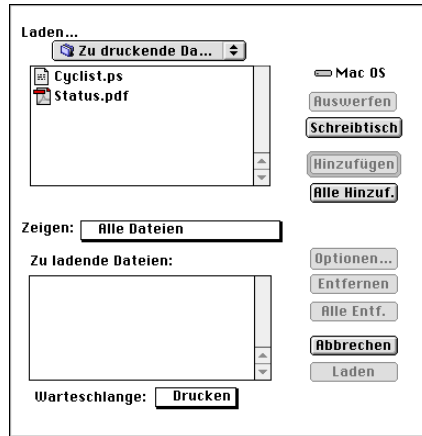 Laden...
Zu druckende Da...
Cyclist.ps
Status.pdf
Mac OS
Auswerfen
Schreibtisch
Hinzufügen
Alle Hinzuf.
Zeigen: Alle Dateien
Zu ladende Dateien:
Optionen...
Entfernen
Alle Entf.
Abbrechen
Laden
Warteschlange: Drucken